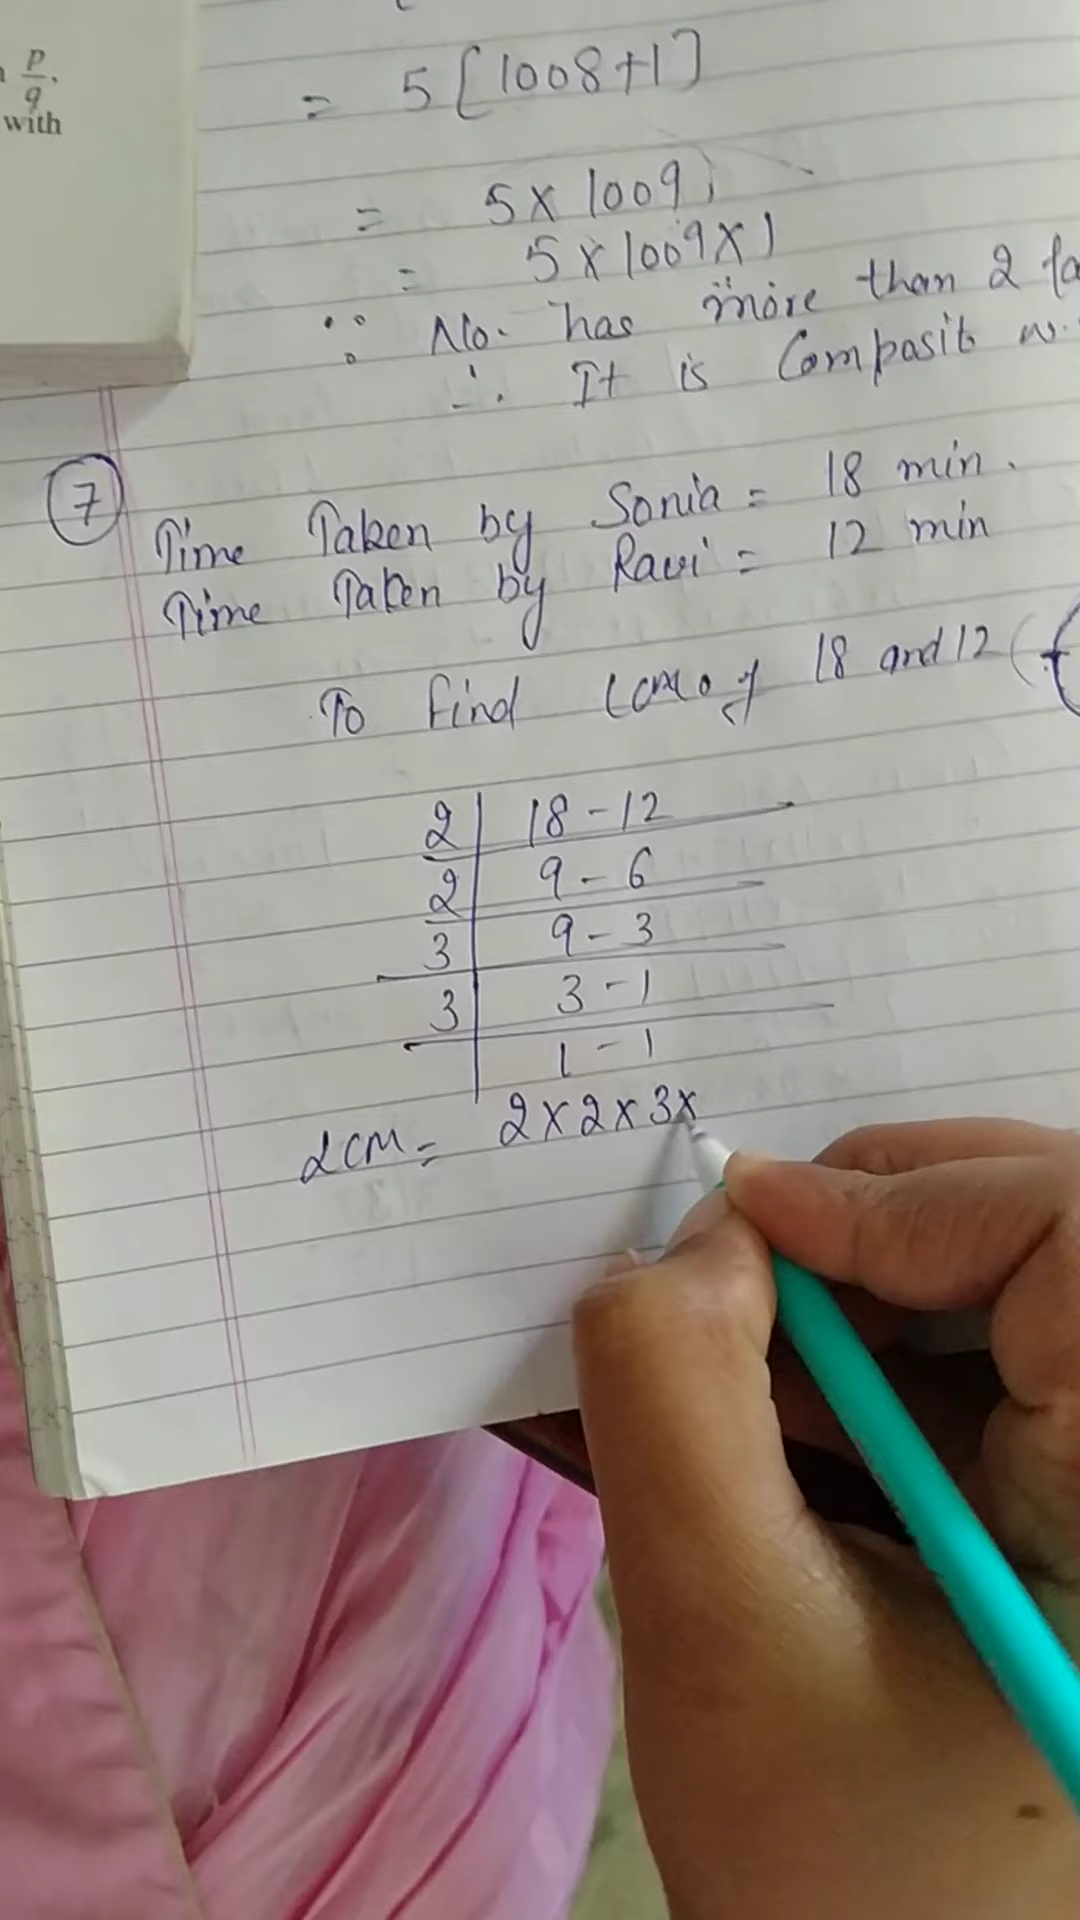 p
q
with
= 5 [1008+1]
= 5 x 1009
= 5 x 1009 x 1
∵ No. has more than 2
∴ It is Composit
7
Time Taken by Sonia = 18 min.
Time Taken by Ravi = 12 min
To find LCM of 18 and 12 (
2 | 18 - 12
2 | 9 - 6
3 | 9 - 3
3 | 3 - 1
1 - 1
LCM = 2 x 2 x 3 x